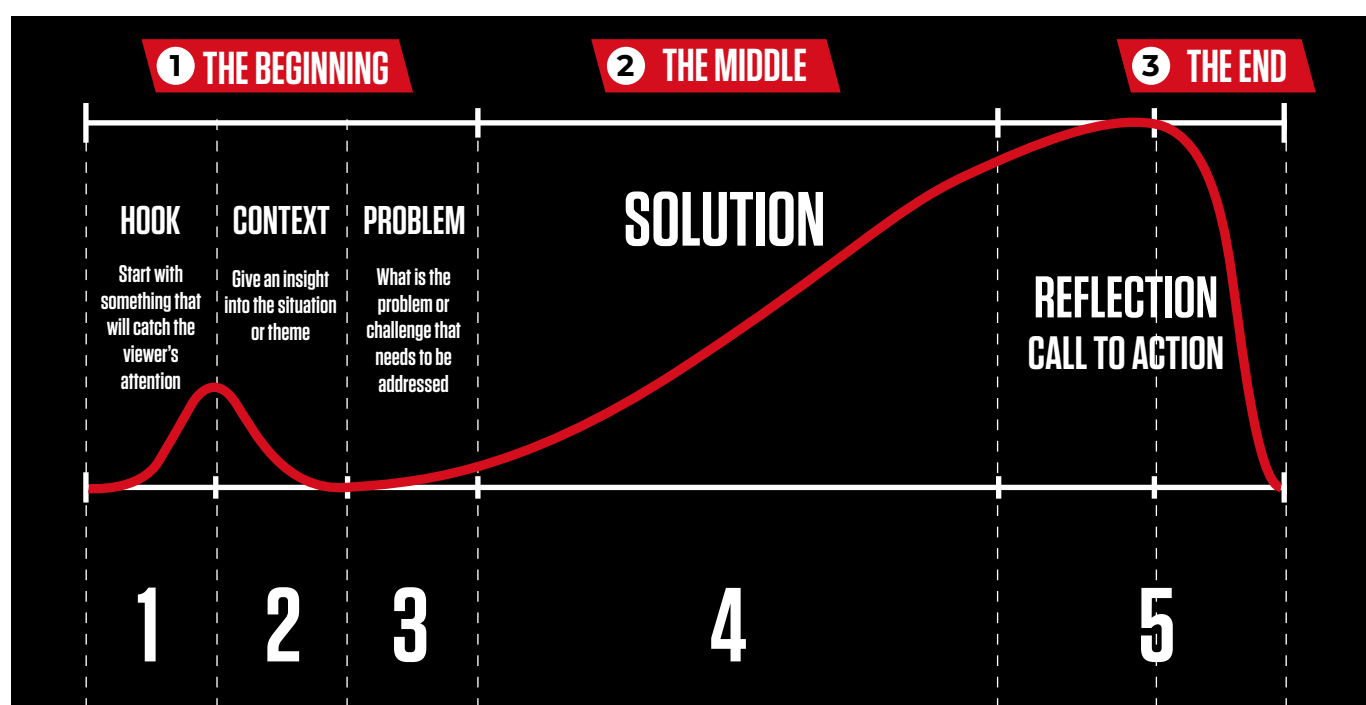 1 THE BEGINNING
2 THE MIDDLE
3 THE END
HOOK
Start with
something that
will catch the
viewer's
attention
CONTEXT
Give an insight
into the situation
or theme
PROBLEM
What is the
problem or
challenge that
needs to be
addressed
SOLUTION
REFLECTION
CALL TO ACTION
1
2
3
4
5